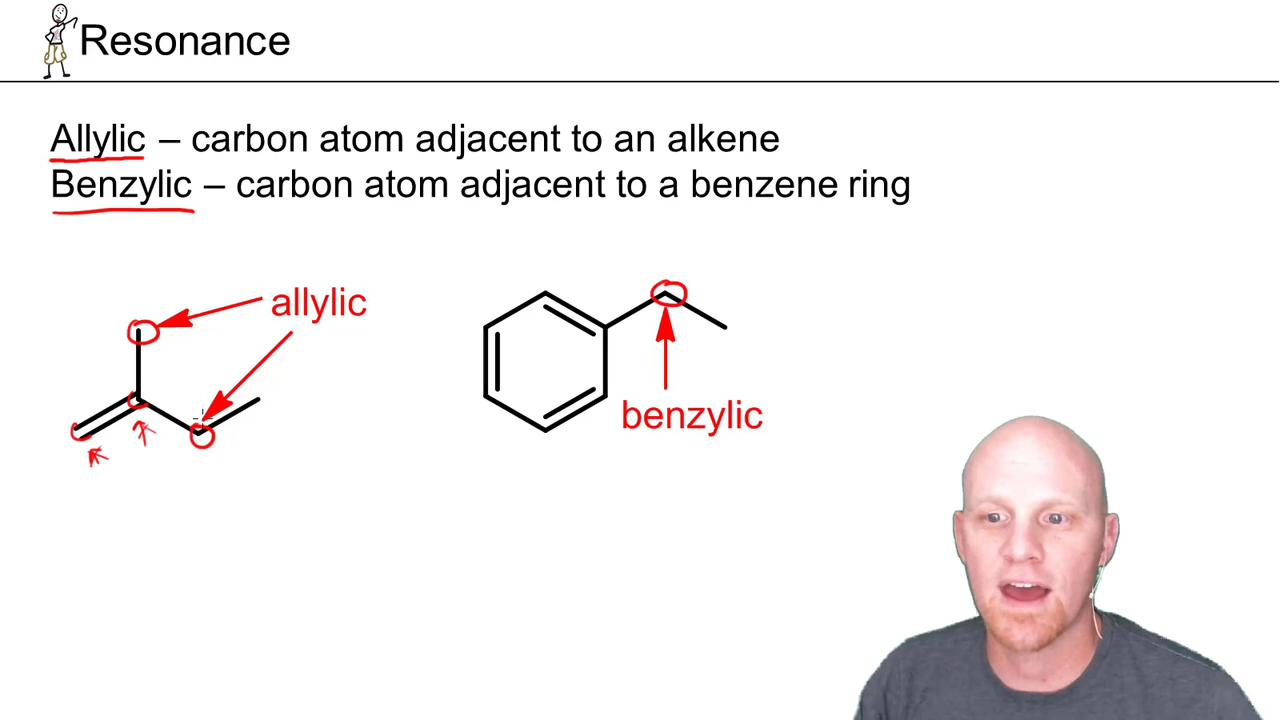 Resonance
Allylic – carbon atom adjacent to an alkene
Benzylic – carbon atom adjacent to a benzene ring
allylic
benzylic